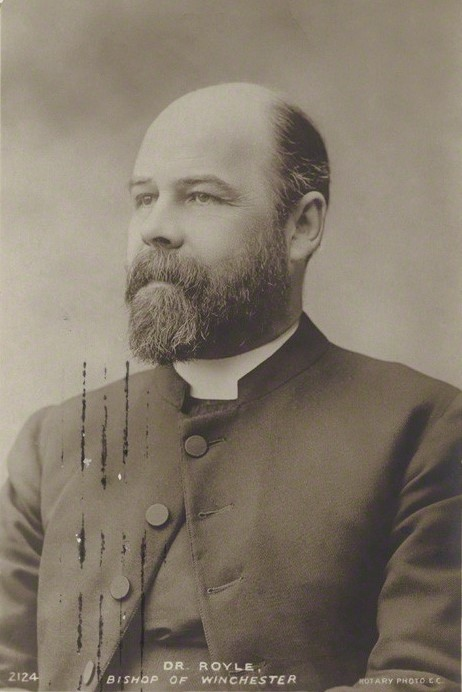 DR. ROYLE,
BISHOP OF WINCHESTER
2124
ROTARY PHOTO. E.C.